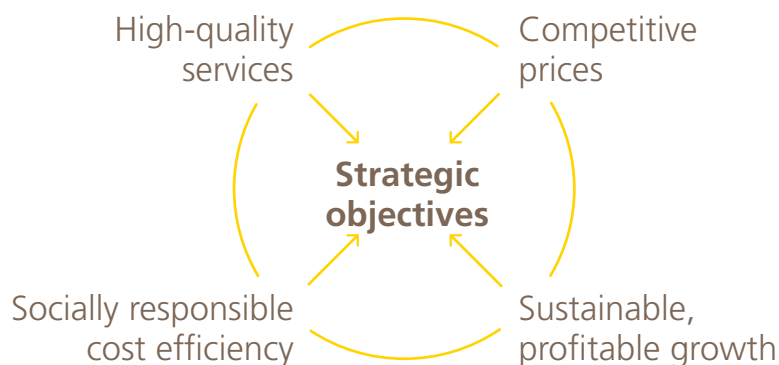 High-quality
services
Competitive
prices
Strategic
objectives
Socially responsible
cost efficiency
Sustainable,
profitable growth